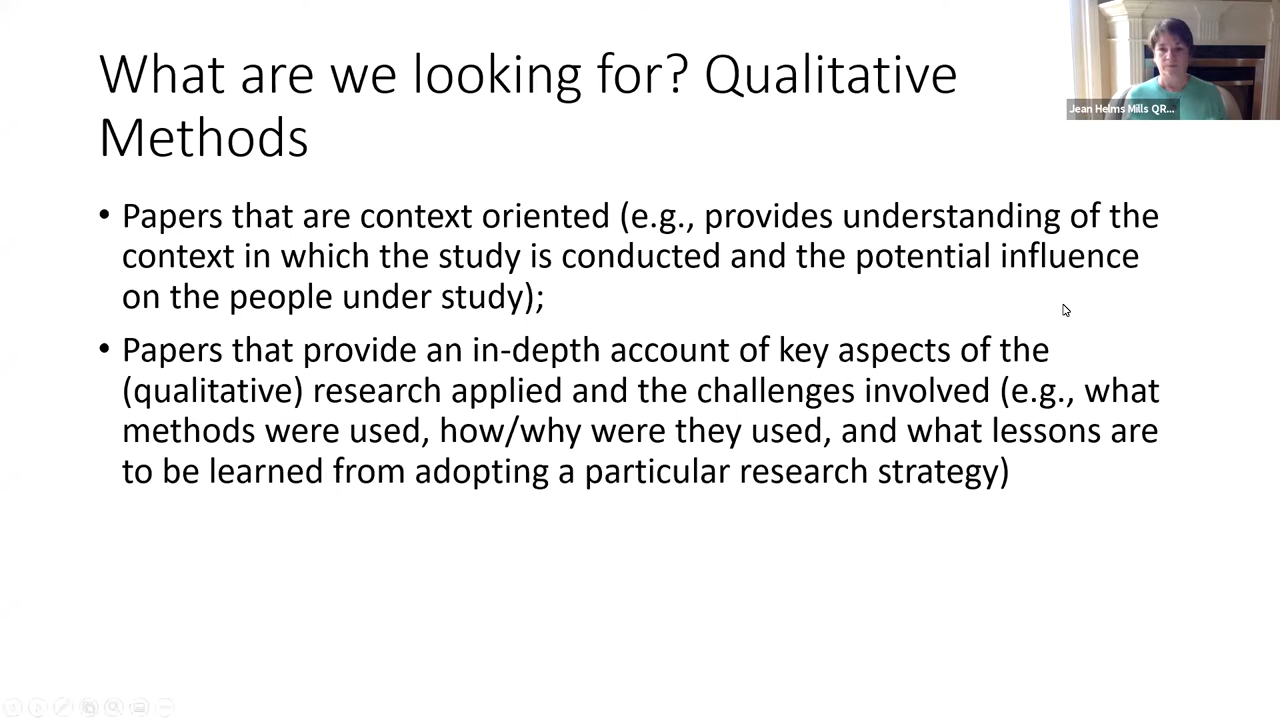 What are we looking for? Qualitative
Methods
Jean Helms Mills QR...
• Papers that are context oriented (e.g., provides understanding of the
context in which the study is conducted and the potential influence
on the people under study);
• Papers that provide an in-depth account of key aspects of the
(qualitative) research applied and the challenges involved (e.g., what
methods were used, how/why were they used, and what lessons are
to be learned from adopting a particular research strategy)